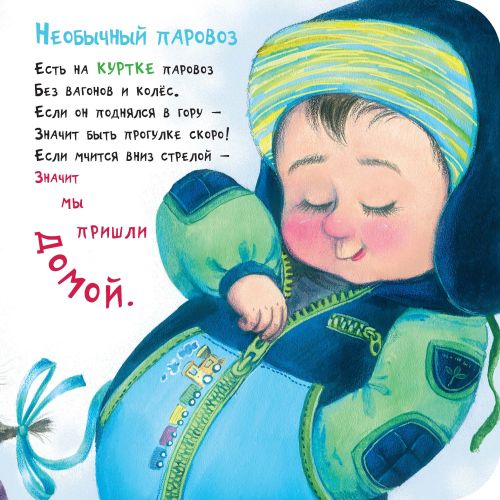 Необычный паровоз
Есть на куртке паровоз
Без вагонов и колёс.
Если он поднялся в гору –
Значит быть прогулке скоро!
Если мчится вниз стрелой –
Значит
мы
пришли
домой.